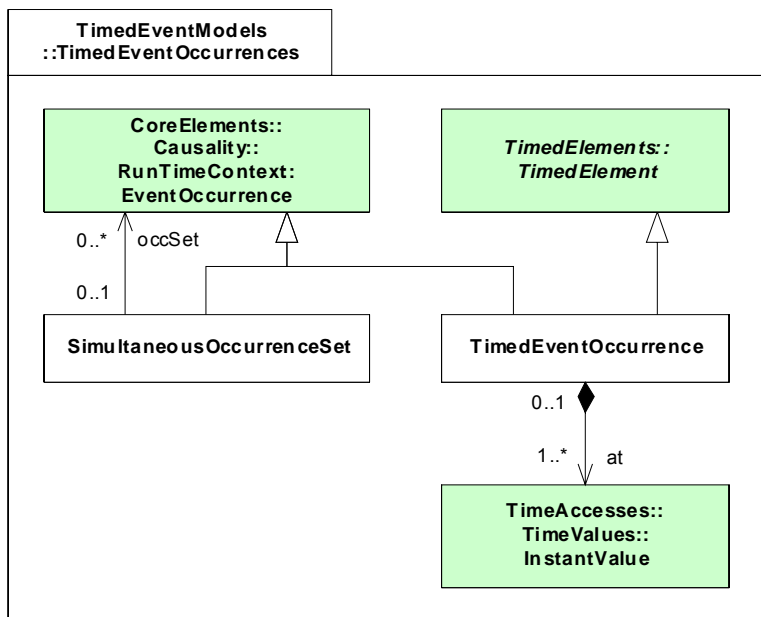 TimedEventModels
::TimedEventOccurrences
CoreElements::
Causality::
RunTimeContext:
EventOccurrence
TimedElements::
TimedElement
0..*
occSet
0..1
SimultaneousOccurrenceSet
TimedEventOccurrence
0..1
1..*
at
TimeAccesses::
TimeValues::
InstantValue